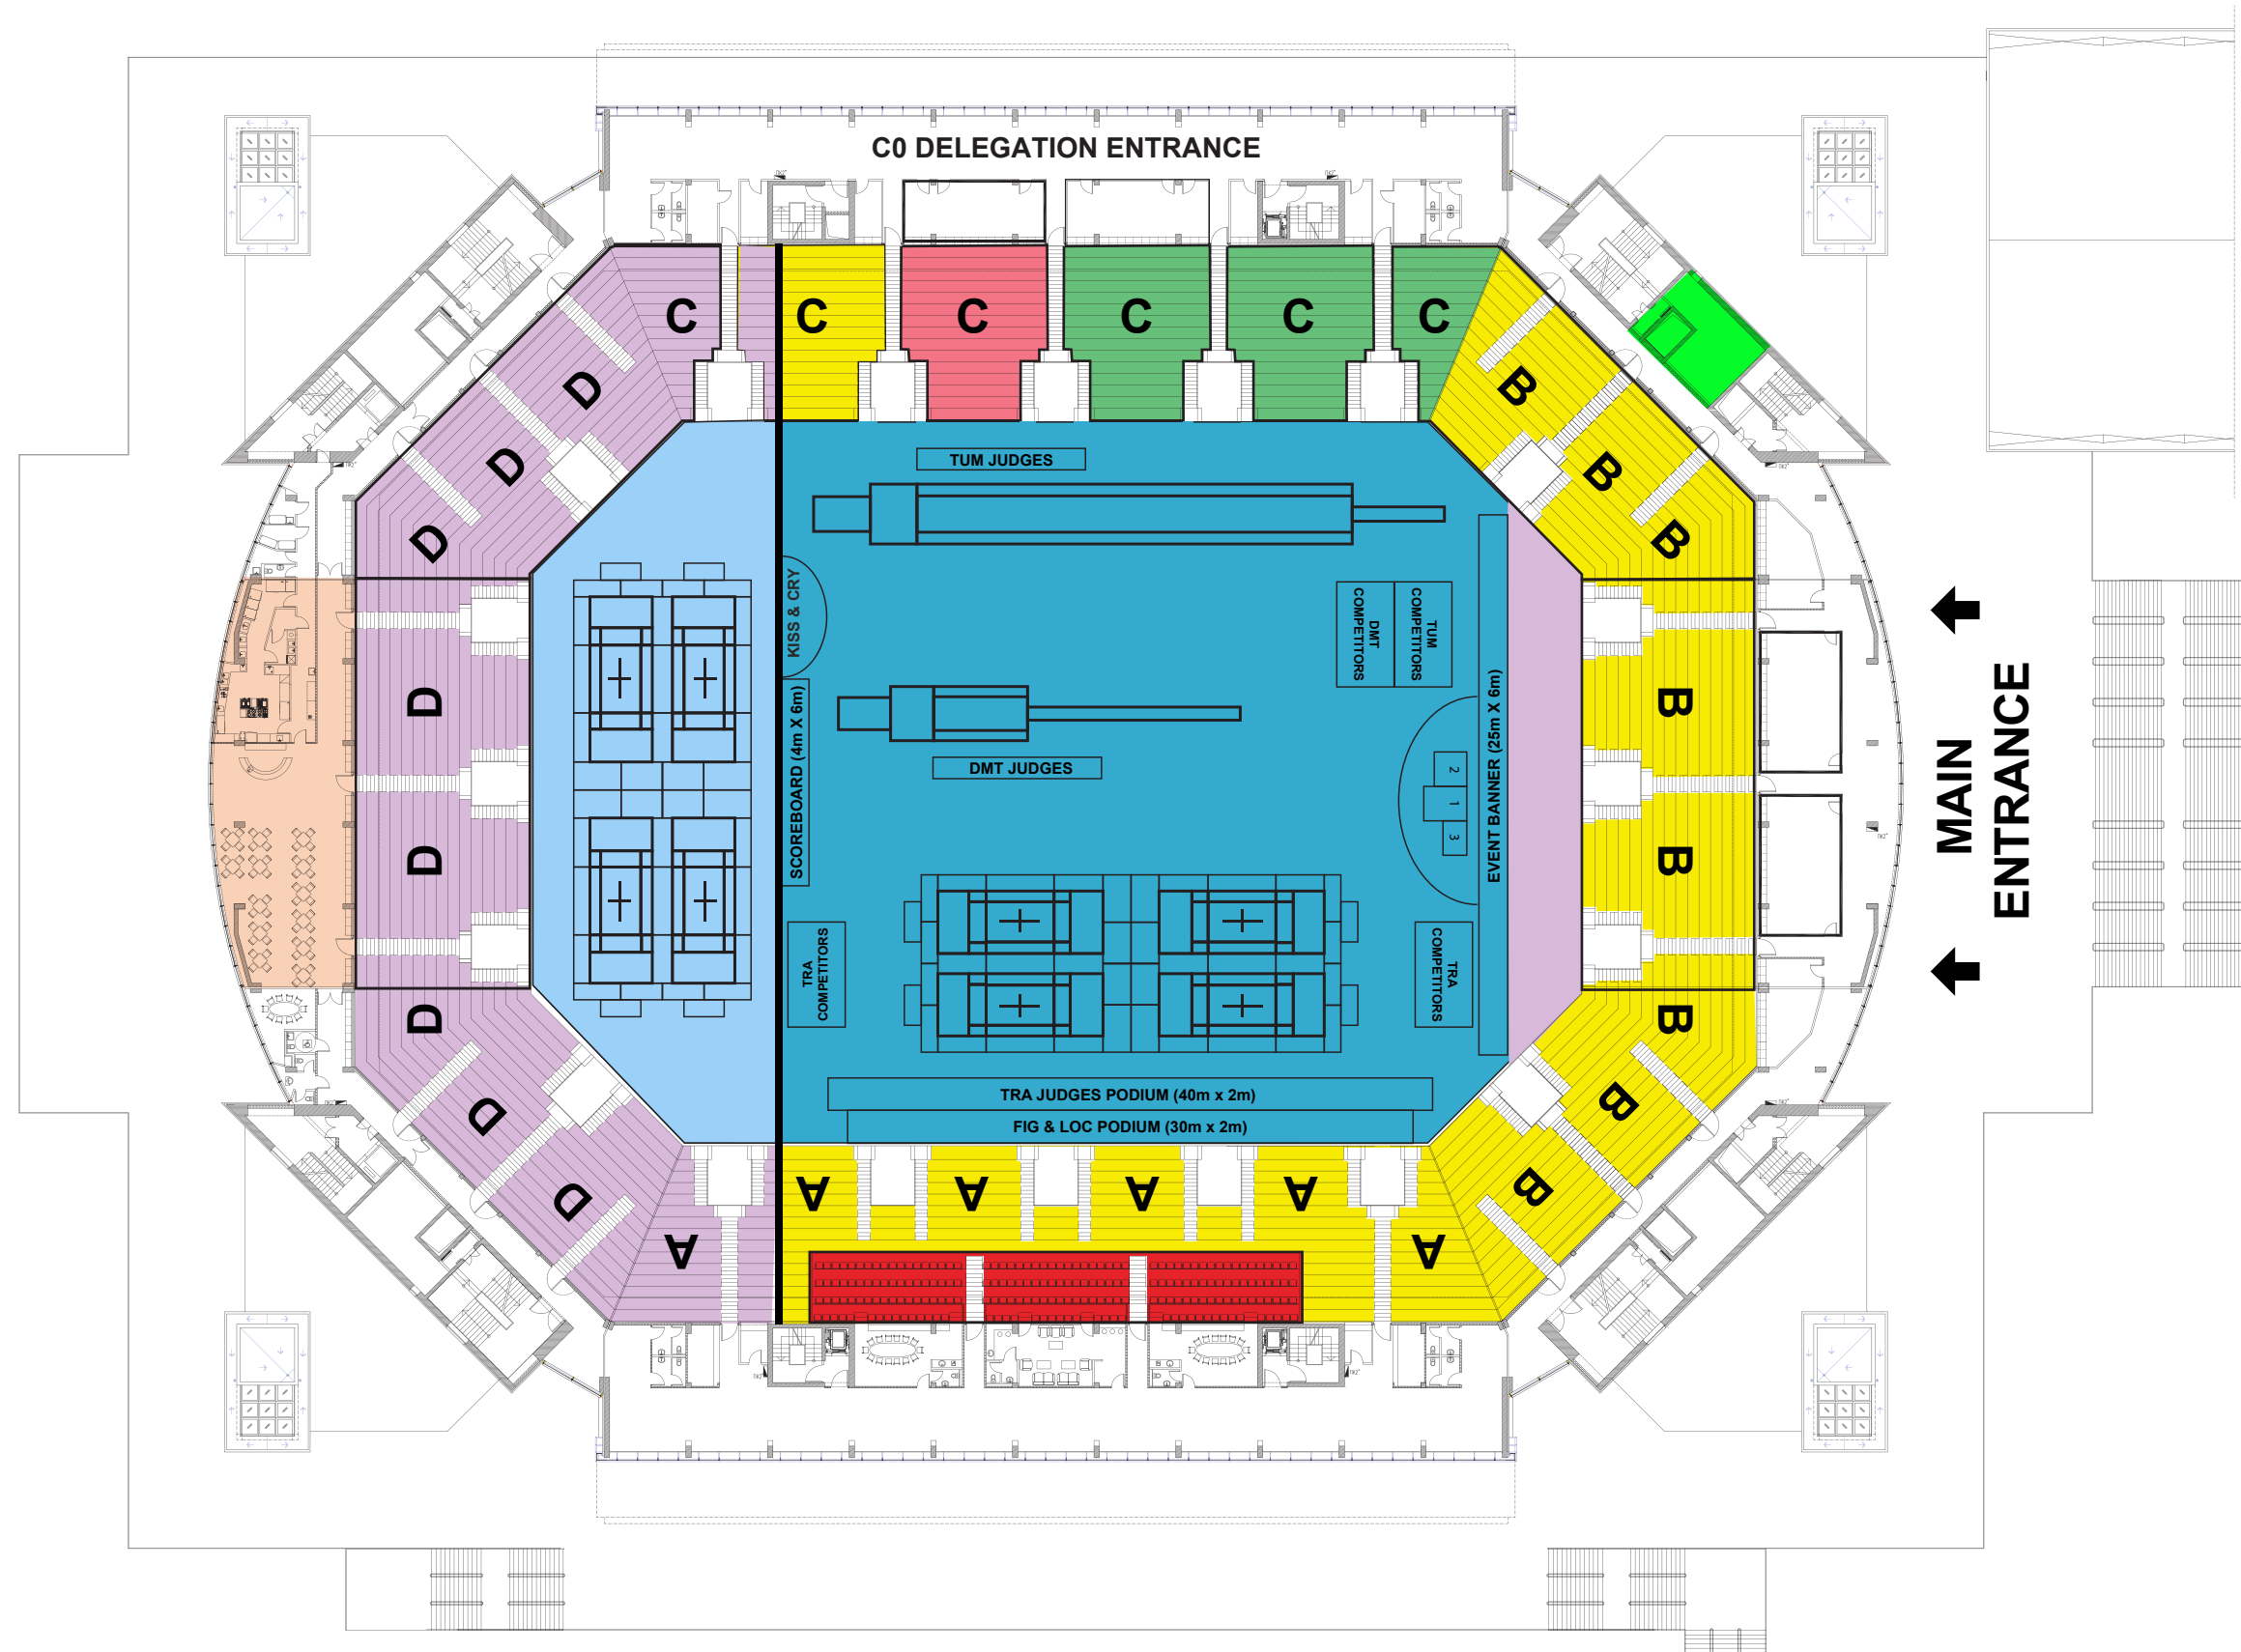 C0 DELEGATION ENTRANCE
C
C
C
C
C
C
D
D
D
D
D
D
D
D
B
B
B
B
B
B
B
B
TUM JUDGES
KISS & CRY
SCOREBOARD (4m X 6m)
DMT
COMPETITORS
TUM
COMPETITORS
DMT JUDGES
2
1
3
EVENT BANNER (25m X 6m)
MAIN
ENTRANCE
TRA
COMPETITORS
TRA
COMPETITORS
TRA JUDGES PODIUM (40m x 2m)
FIG & LOC PODIUM (30m x 2m)
A
A
A
A
A
A